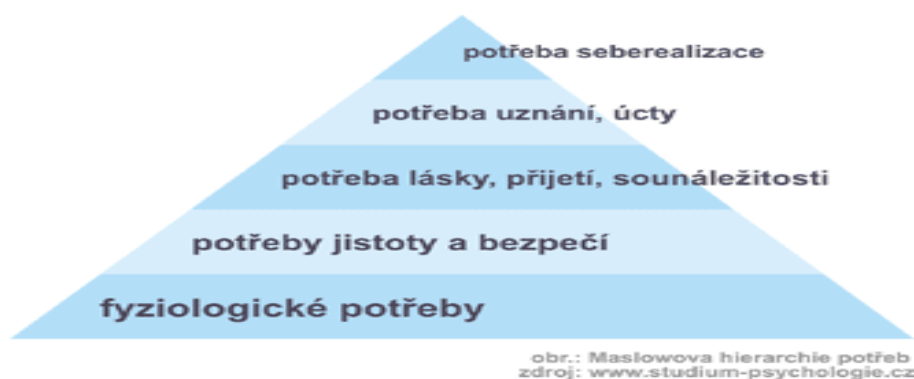 potřeba seberealizace
potřeba uznání, úcty
potřeba lásky, přijetí, sounáležitosti
potřeby jistoty a bezpečí
fyziologické potřeby
obr.: Maslowova hierarchie potřeb
zdroj: www.studium-psychologie.cz